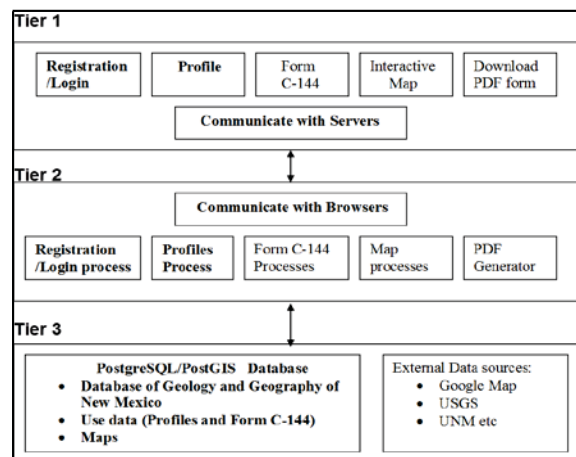 Tier 1
Registration
/Login
Profile
Form
C-144
Interactive
Map
Download
PDF form
Communicate with Servers
Tier 2
Communicate with Browsers
Registration
/Login process
Profiles
Process
Form C-144
Processes
Map
processes
PDF
Generator
Tier 3
PostgreSQL/PostGIS Database
• Database of Geology and Geography of
New Mexico
• Use data (Profiles and Form C-144)
• Maps
External Data sources:
• Google Map
• USGS
• UNM etc